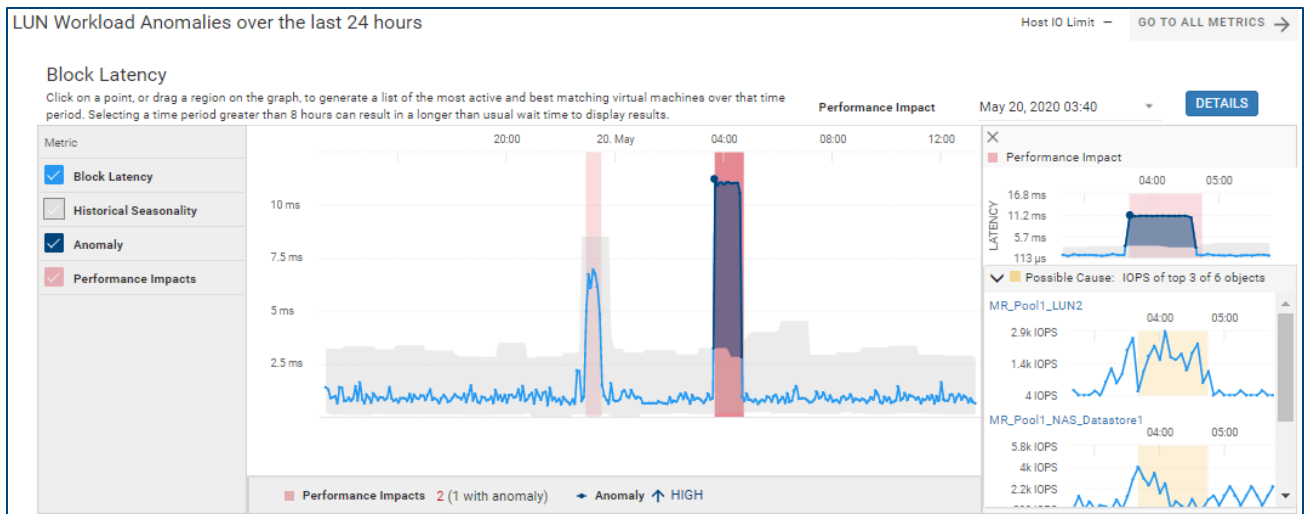 LUN Workload Anomalies over the last 24 hours
Host IO Limit –
GO TO ALL METRICS →
Block Latency
Click on a point, or drag a region on the graph, to generate a list of the most active and best matching virtual machines over that time
period. Selecting a time period greater than 8 hours can result in a longer than usual wait time to display results.
Performance Impact
May 20, 2020 03:40
DETAILS
Metric
Block Latency
Historical Seasonality
Anomaly
Performance Impacts
20:00
20. May
04:00
08:00
12:00
10 ms
7.5 ms
5 ms
2.5 ms
Performance Impacts 2 (1 with anomaly)
Anomaly ↑ HIGH
Performance Impact
04:00
05:00
LATENCY
16.8 ms
11.2 ms
5.7 ms
113 µs
Possible Cause: IOPS of top 3 of 6 objects
MR_Pool1_LUN2
04:00
05:00
2.9k IOPS
1.4k IOPS
4 IOPS
MR_Pool1_NAS_Datastore1
04:00
05:00
5.8k IOPS
4k IOPS
2.2k IOPS